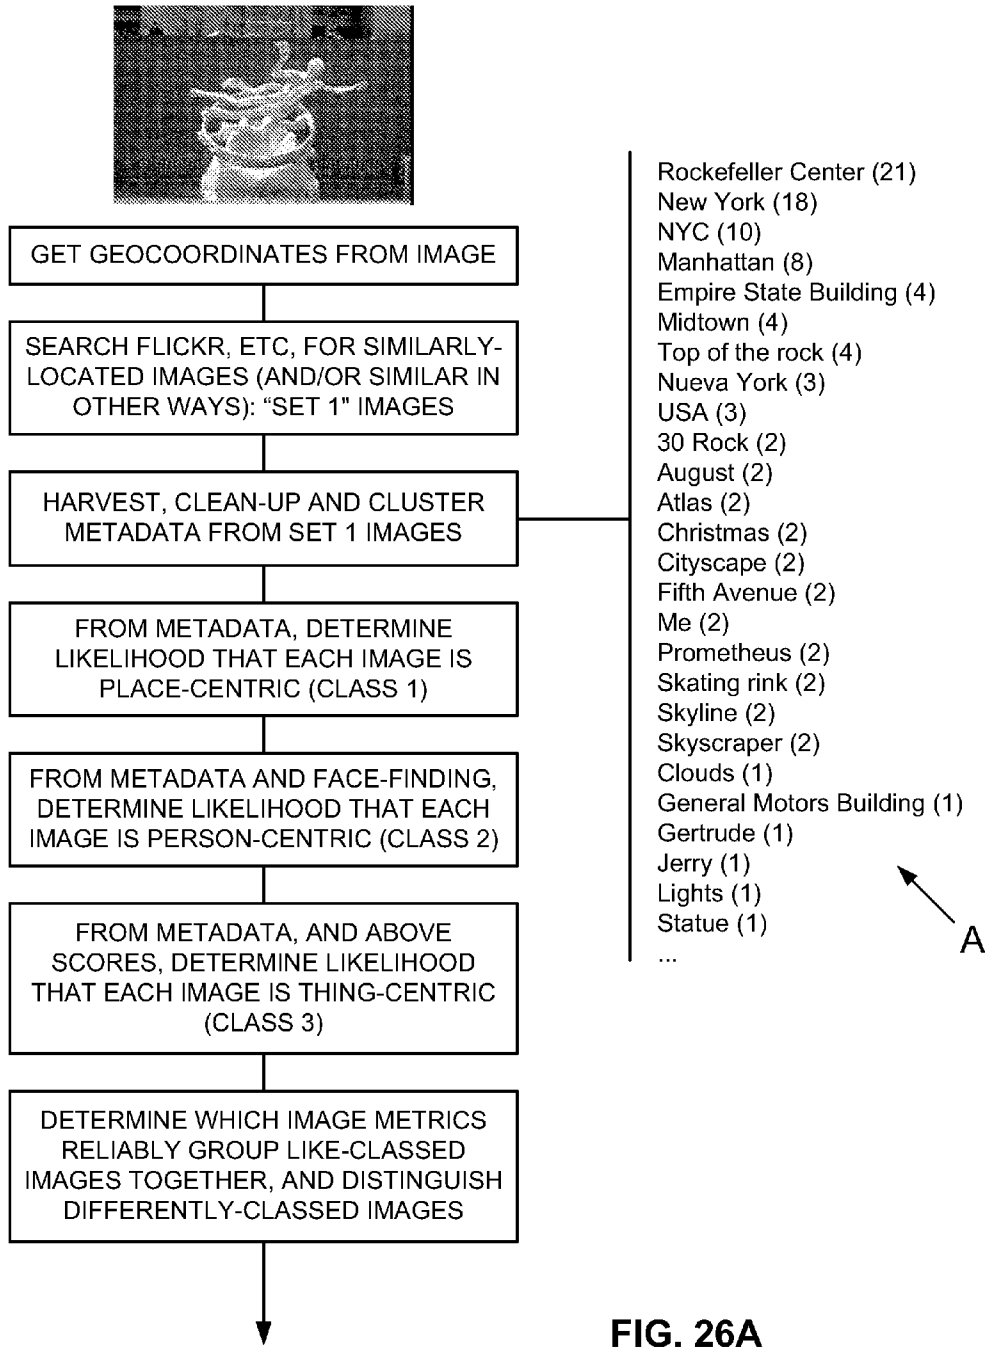 GET GEOCOORDINATES FROM IMAGE
SEARCH FLICKR, ETC, FOR SIMILARLY-
LOCATED IMAGES (AND/OR SIMILAR IN
OTHER WAYS): “SET 1" IMAGES
HARVEST, CLEAN-UP AND CLUSTER
METADATA FROM SET 1 IMAGES
FROM METADATA, DETERMINE
LIKELIHOOD THAT EACH IMAGE IS
PLACE-CENTRIC (CLASS 1)
FROM METADATA AND FACE-FINDING,
DETERMINE LIKELIHOOD THAT EACH
IMAGE IS PERSON-CENTRIC (CLASS 2)
FROM METADATA, AND ABOVE
SCORES, DETERMINE LIKELIHOOD
THAT EACH IMAGE IS THING-CENTRIC
(CLASS 3)
DETERMINE WHICH IMAGE METRICS
RELIABLY GROUP LIKE-CLASSED
IMAGES TOGETHER, AND DISTINGUISH
DIFFERENTLY-CLASSED IMAGES
Rockefeller Center (21)
New York (18)
NYC (10)
Manhattan (8)
Empire State Building (4)
Midtown (4)
Top of the rock (4)
Nueva York (3)
USA (3)
30 Rock (2)
August (2)
Atlas (2)
Christmas (2)
Cityscape (2)
Fifth Avenue (2)
Me (2)
Prometheus (2)
Skating rink (2)
Skyline (2)
Skyscraper (2)
Clouds (1)
General Motors Building (1)
Gertrude (1)
Jerry (1)
Lights (1)
Statue (1)
...
A
FIG. 26A